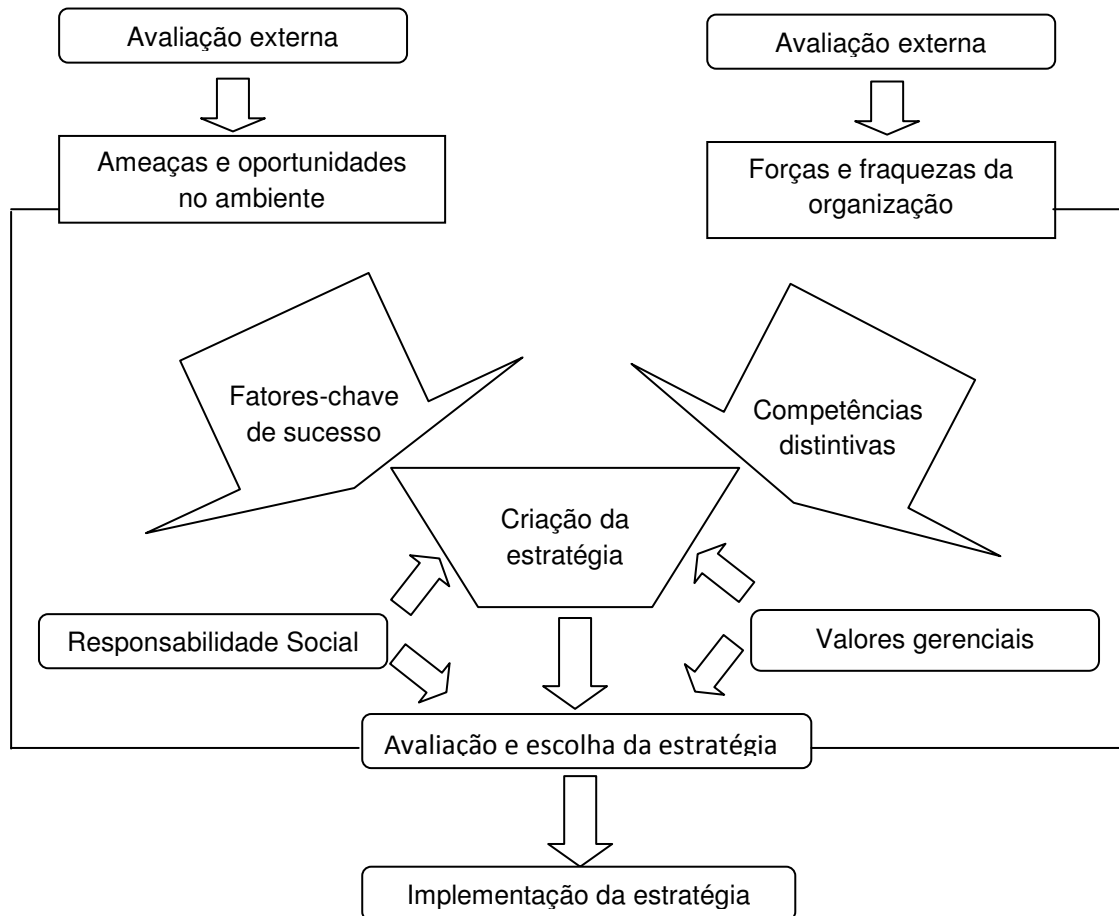 Avaliação externa
Avaliação externa
Ameaças e oportunidades
no ambiente
Forças e fraquezas da
organização
Fatores-chave
de sucesso
Competências
distintivas
Criação da
estratégia
Responsabilidade Social
Valores gerenciais
Avaliação e escolha da estratégia
Implementação da estratégia